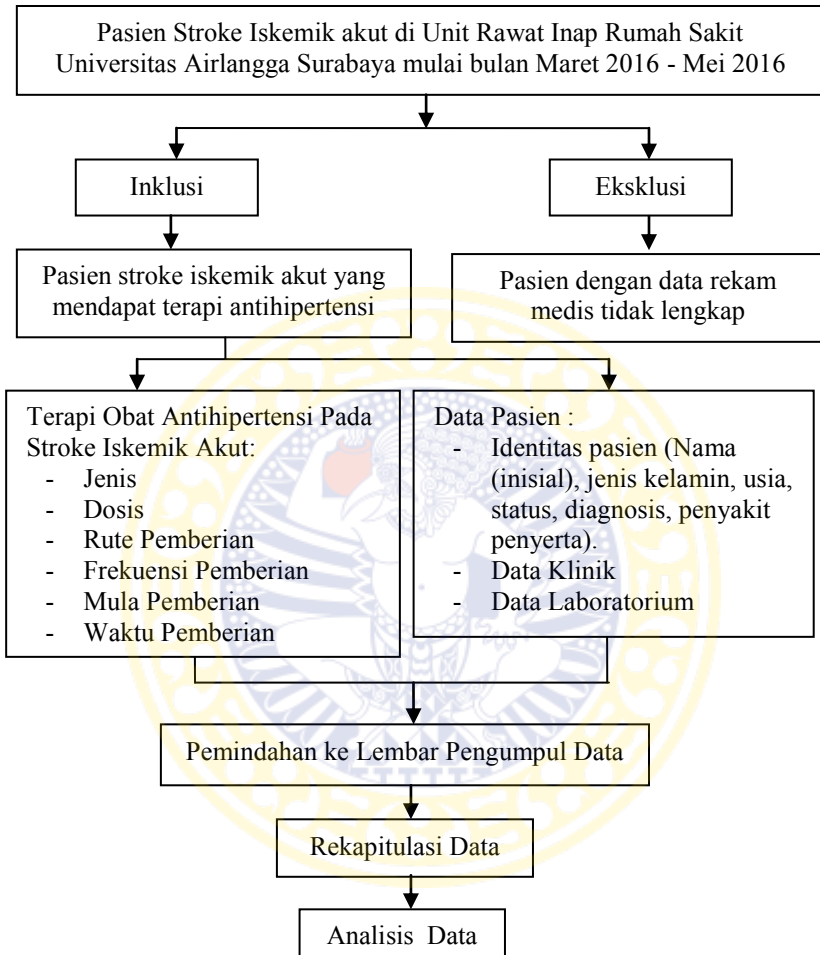 Pasien Stroke Iskemik akut di Unit Rawat Inap Rumah Sakit
Universitas Airlangga Surabaya mulai bulan Maret 2016 - Mei 2016
Inklusi
Eksklusi
Pasien stroke iskemik akut yang
mendapat terapi antihipertensi
Pasien dengan data rekam
medis tidak lengkap
Terapi Obat Antihipertensi Pada
Stroke Iskemik Akut:
- Jenis
- Dosis
- Rute Pemberian
- Frekuensi Pemberian
- Mula Pemberian
- Waktu Pemberian
Data Pasien :
- Identitas pasien (Nama
(inisial), jenis kelamin, usia,
status, diagnosis, penyakit
penyerta).
- Data Klinik
- Data Laboratorium
Pemindahan ke Lembar Pengumpul Data
Rekapitulasi Data
Analisis Data